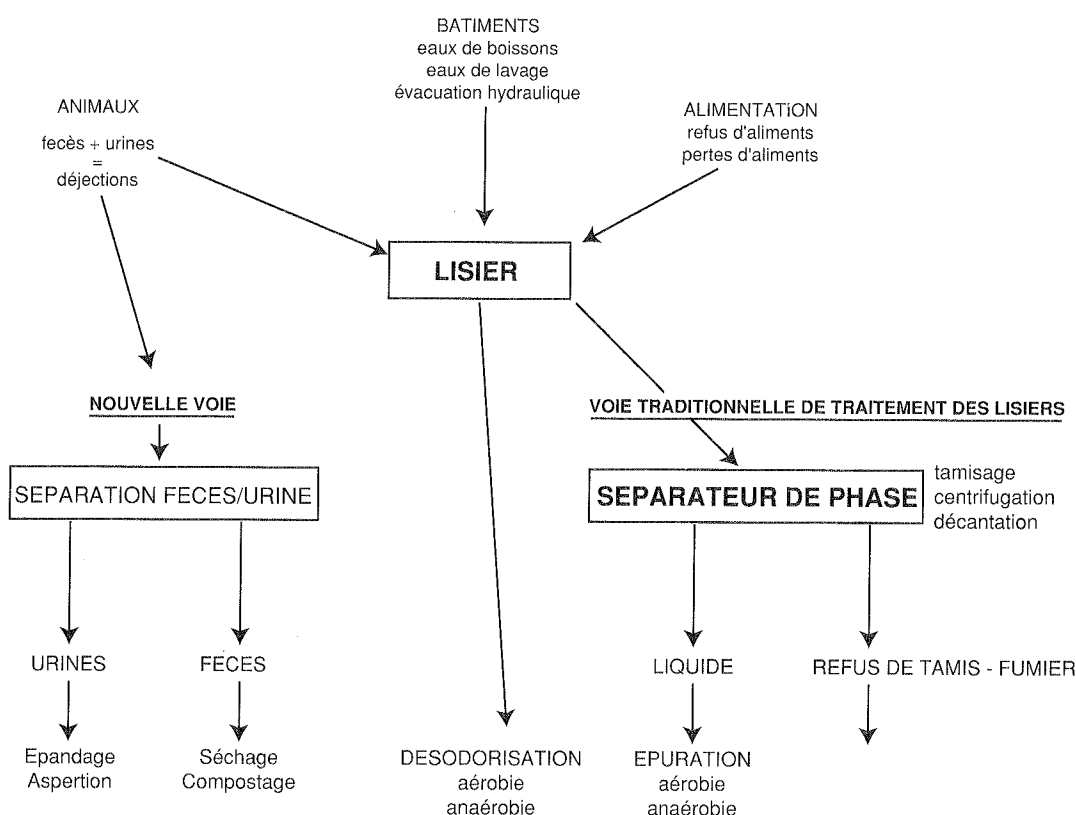 BATIMENTS
eaux de boissons
eaux de lavage
évacuation hydraulique
ANIMAUX
fecès + urines
=
déjections
ALIMENTATiON
refus d'aliments
pertes d'aliments
LISIER
NOUVELLE VOIE
VOIE TRADITIONNELLE DE TRAITEMENT DES LISIERS
SEPARATION FECES/URINE
SEPARATEUR DE PHASE
tamisage
centrifugation
décantation
URINES
FECES
LIQUIDE
REFUS DE TAMIS - FUMIER
Epandage
Aspertion
Séchage
Compostage
DESODORISATION
aérobie
anaérobie
EPURATION
aérobie
anaérobie